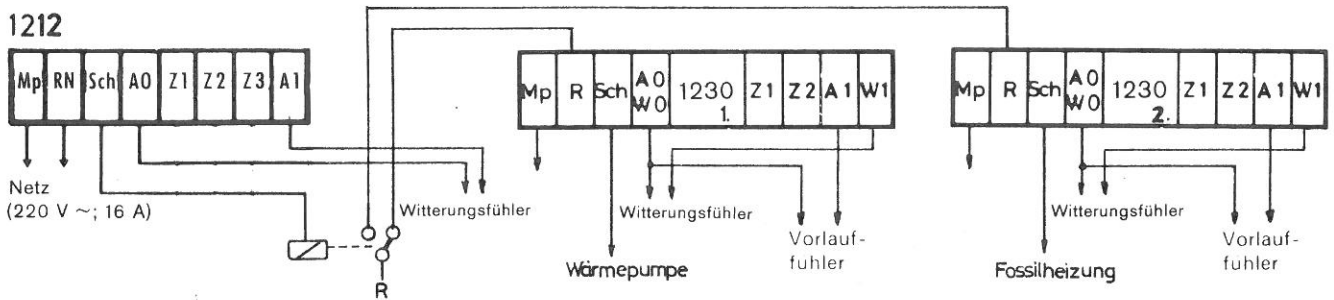 1212
Mp RN Sch A0 Z1 Z2 Z3 A1
Netz
(220 V ~; 16 A)
Witterungsfühler
R
Mp R Sch A0 W0 1230 1. Z1 Z2 A1 W1
Witterungsfühler
Wärmepumpe
Vorlauf-
fuhler
Mp R Sch A0 W0 1230 2. Z1 Z2 A1 W1
Witterungsfühler
Fossilheizung
Vorlauf-
fuhler